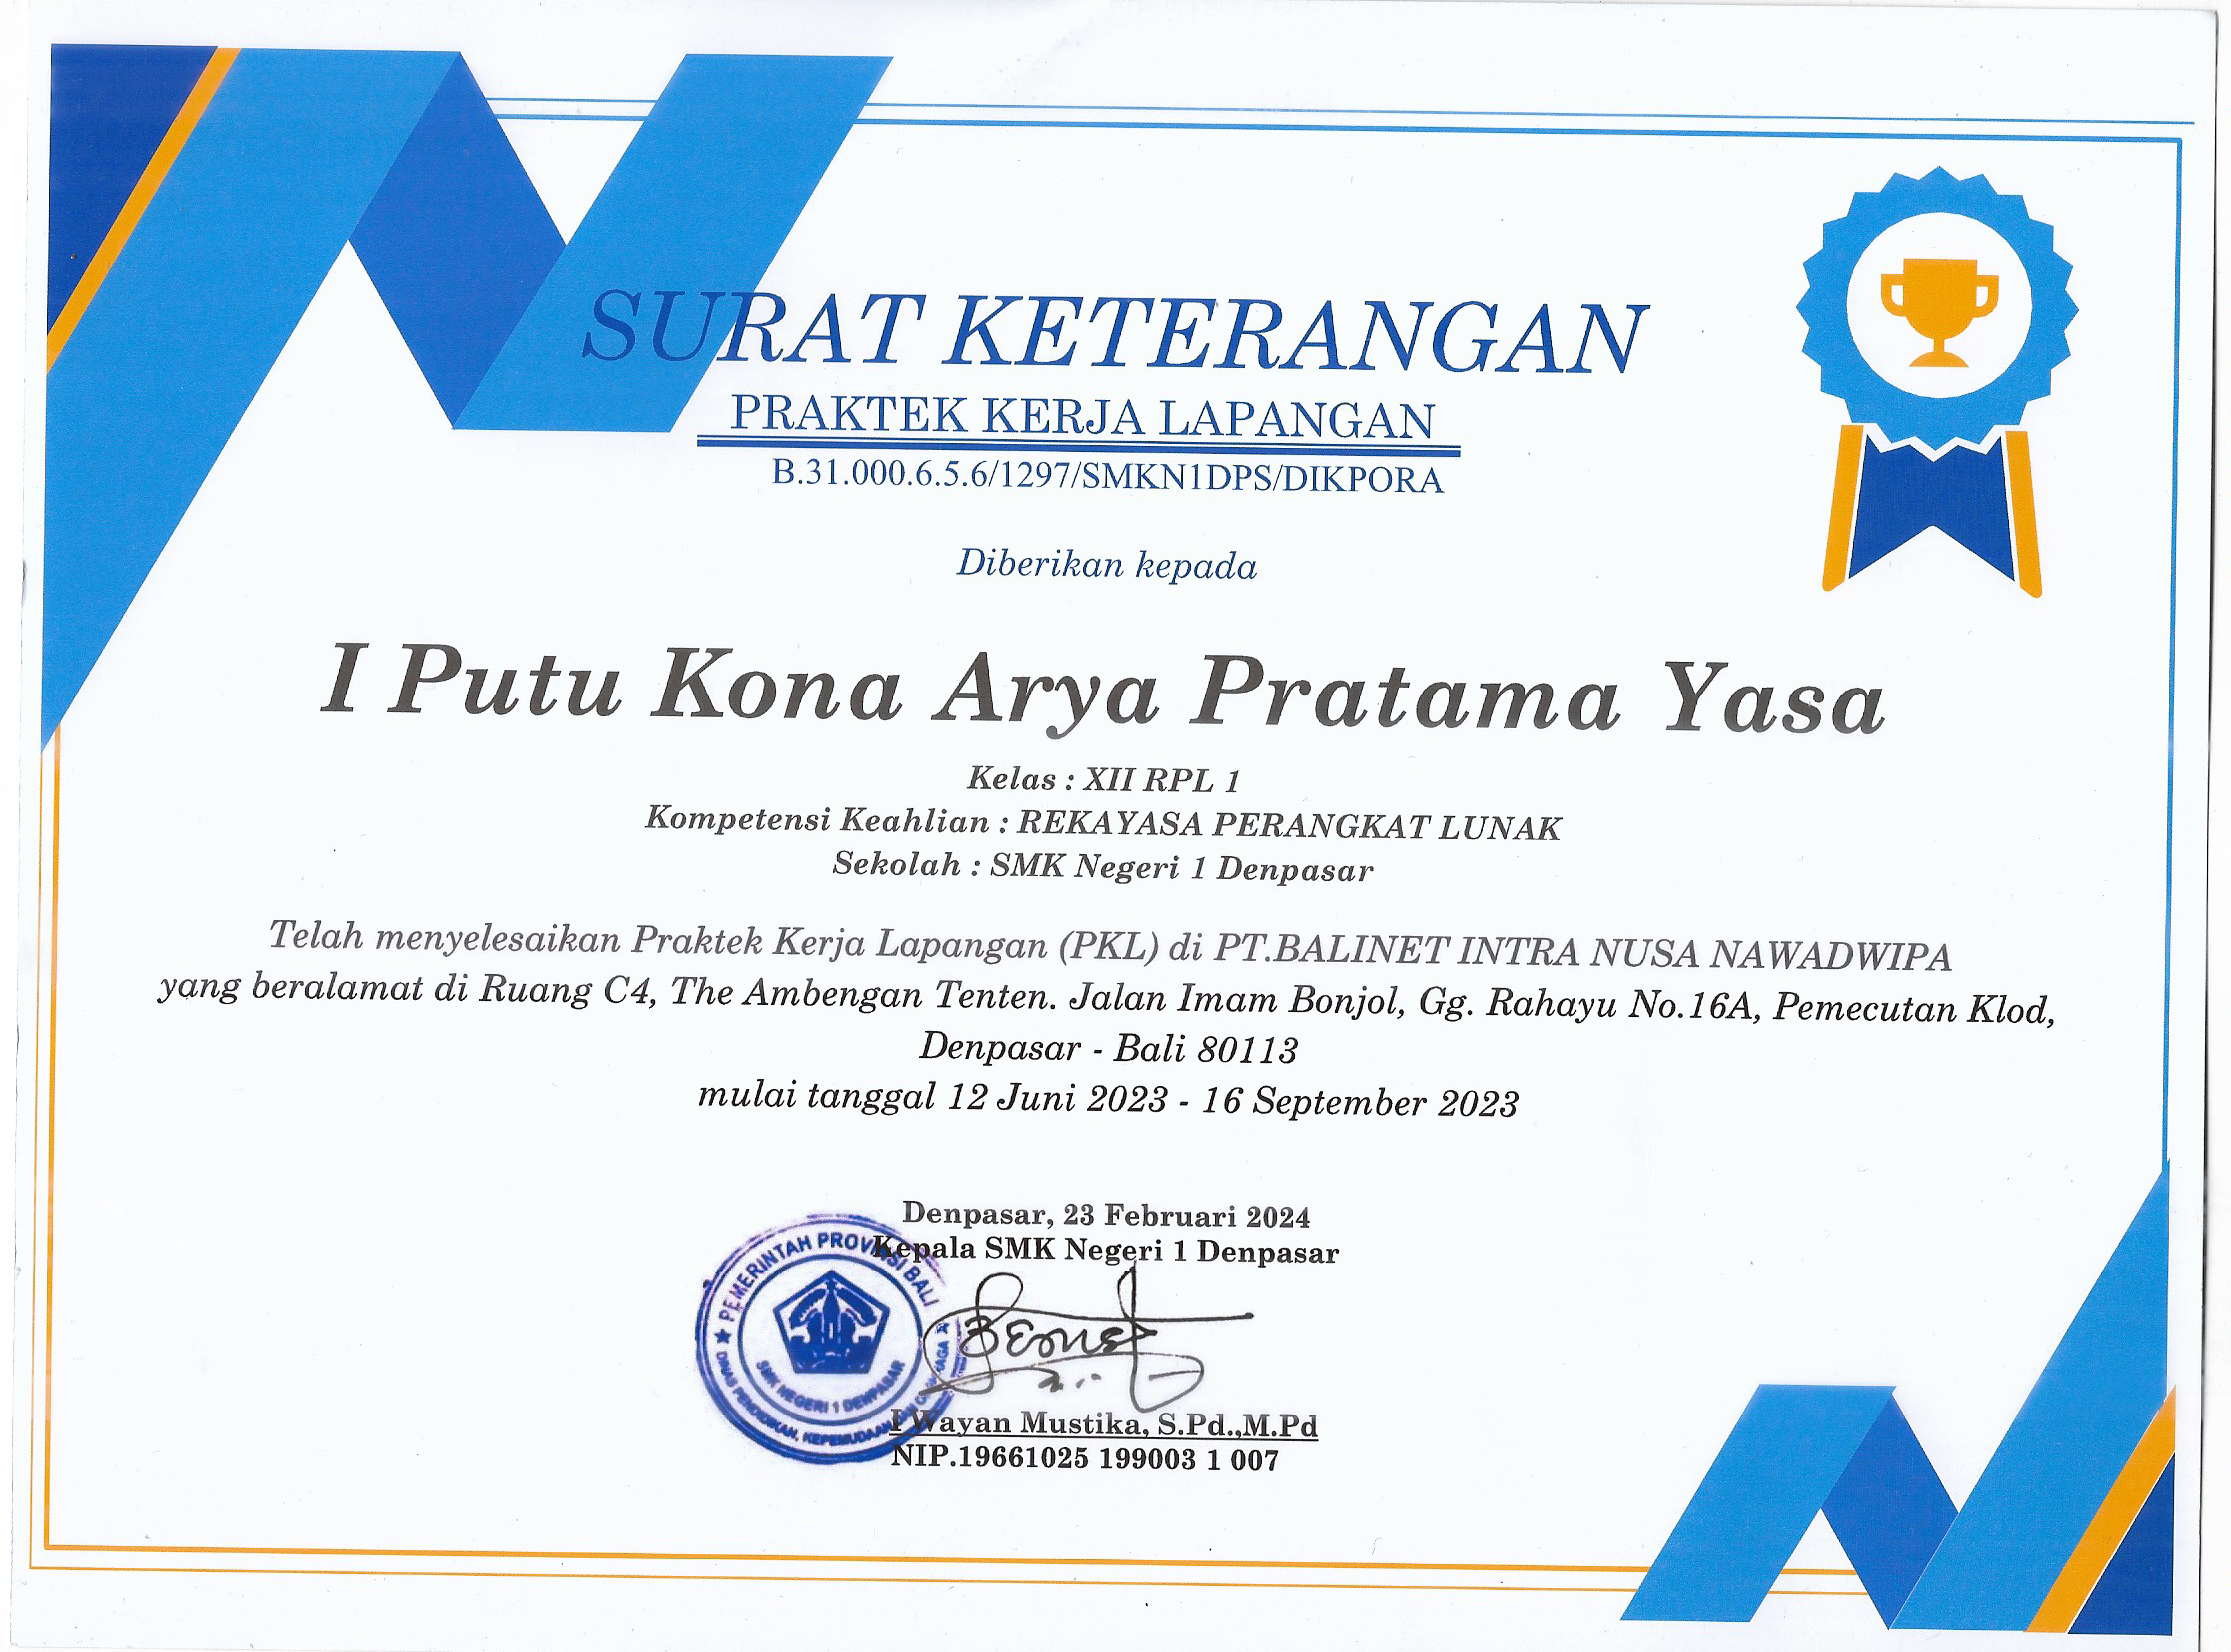 SURAT KETERANGAN
PRAKTEK KERJA LAPANGAN
B.31.000.6.5.6/1297/SMKN1DPS/DIKPORA
Diberikan kepada
I Putu Kona Arya Pratama Yasa
Kelas : XII RPL 1
Kompetensi Keahlian : REKAYASA PERANGKAT LUNAK
Sekolah : SMK Negeri 1 Denpasar
Telah menyelesaikan Praktek Kerja Lapangan (PKL) di PT.BALINET INTRA NUSA NAWADWIPA
yang beralamat di Ruang C4, The Ambengan Tenten. Jalan Imam Bonjol, Gg. Rahayu No.16A, Pemecutan Klod,
Denpasar - Bali 80113
mulai tanggal 12 Juni 2023 - 16 September 2023
Denpasar, 23 Februari 2024
Kepala SMK Negeri 1 Denpasar
PEMERINTAH PROVINSI BALI
SMK NEGERI 1 DENPASAR
DINAS PENDIDIKAN, KEPEMUDAAN
I Wayan Mustika, S.Pd.,M.Pd
NIP.19661025 199003 1 007